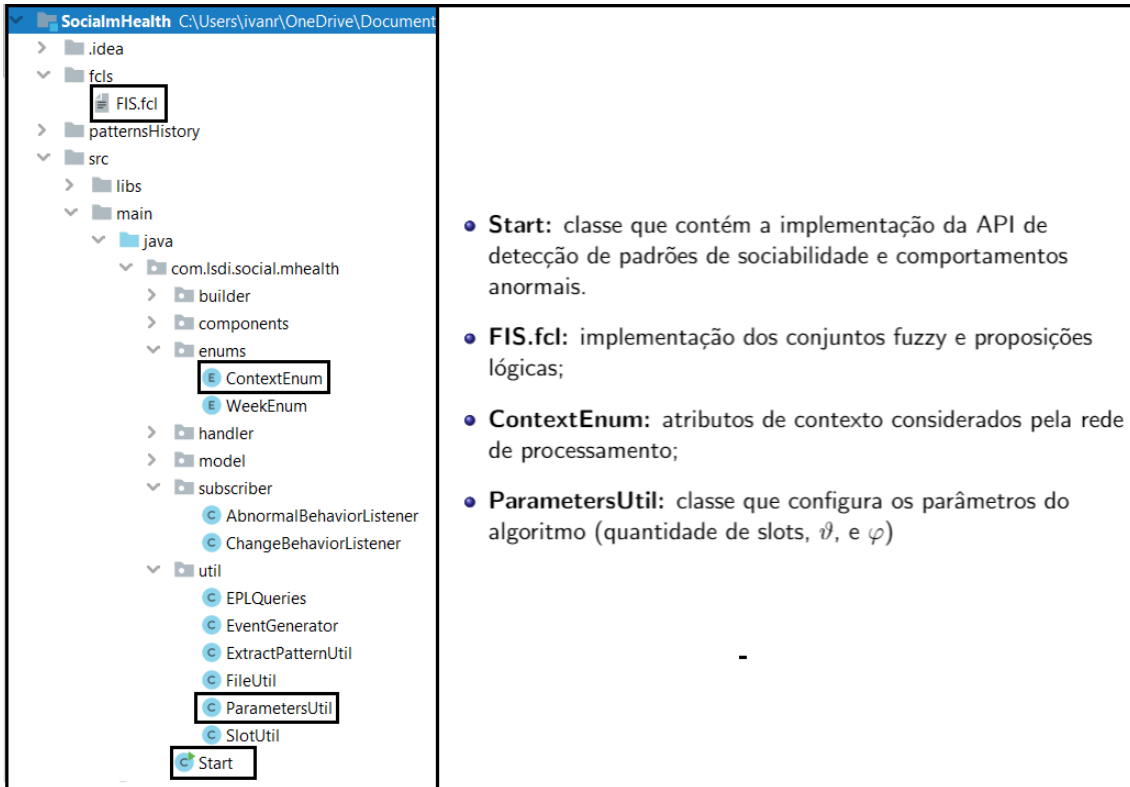 SocialmHealth C:\Users\ivanr\OneDrive\Document
.idea
fcls
FIS.fcl
patternsHistory
src
libs
main
java
com.lsdi.social.mhealth
builder
components
enums
E ContextEnum
E WeekEnum
handler
model
subscriber
C AbnormalBehaviorListener
C ChangeBehaviorListener
util
C EPLQueries
C EventGenerator
C ExtractPatternUtil
C FileUtil
C ParametersUtil
C SlotUtil
C Start
Start: classe que contém a implementação da API de
detecção de padrões de sociabilidade e comportamentos
anormais.
FIS.fcl: implementação dos conjuntos fuzzy e proposições
lógicas;
ContextEnum: atributos de contexto considerados pela rede
de processamento;
ParametersUtil: classe que configura os parâmetros do
algoritmo (quantidade de slots, ϑ, e φ)
-